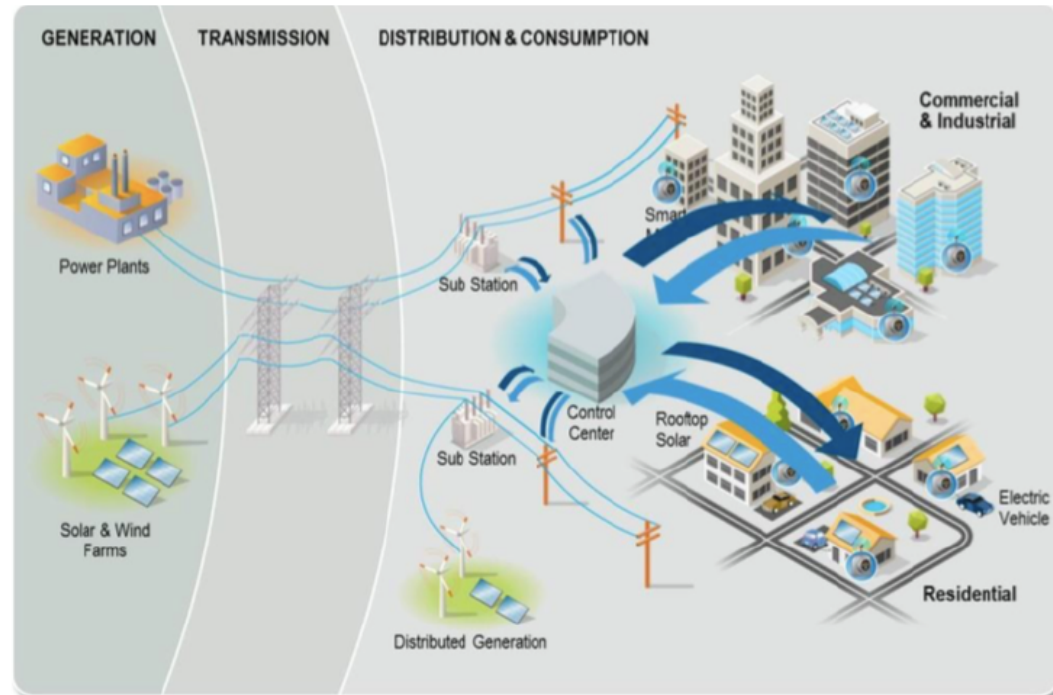 GENERATION
TRANSMISSION
DISTRIBUTION & CONSUMPTION
Commercial
& Industrial
Power Plants
Sub Station
Smart
Solar & Wind
Farms
Sub Station
Control
Center
Rooftop
Solar
Electric
Vehicle
Distributed Generation
Residential